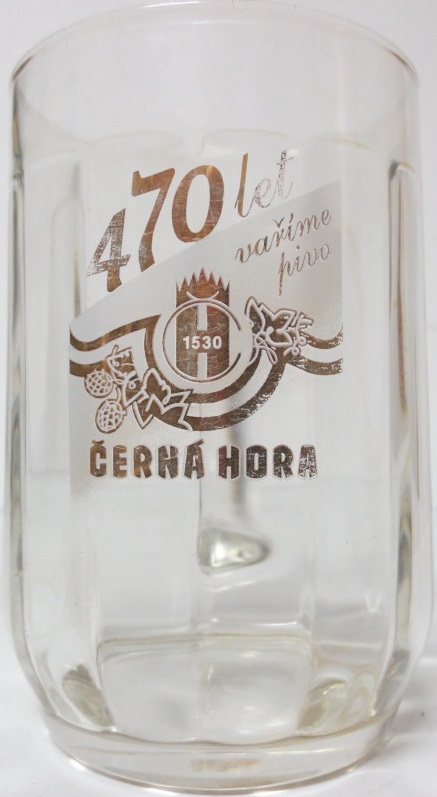 470 let
vaříme
pivo
1530
ČERNÁ HORA